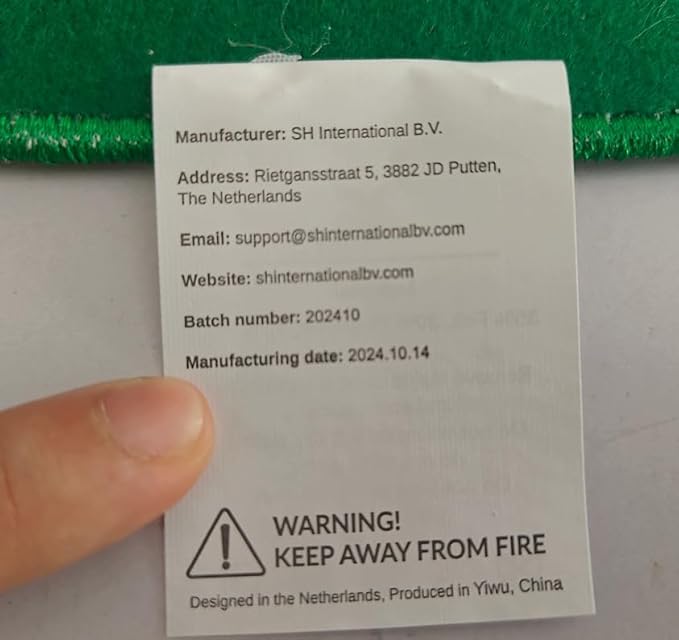 Manufacturer: SH International B.V.
Address: Rietgansstraat 5, 3882 JD Putten,
The Netherlands
Email: support@shinternationalbv.com
Website: shinternationalbv.com
Batch number: 202410
Manufacturing date: 2024.10.14
WARNING!
KEEP AWAY FROM FIRE
Designed in the Netherlands, Produced in Yiwu, China